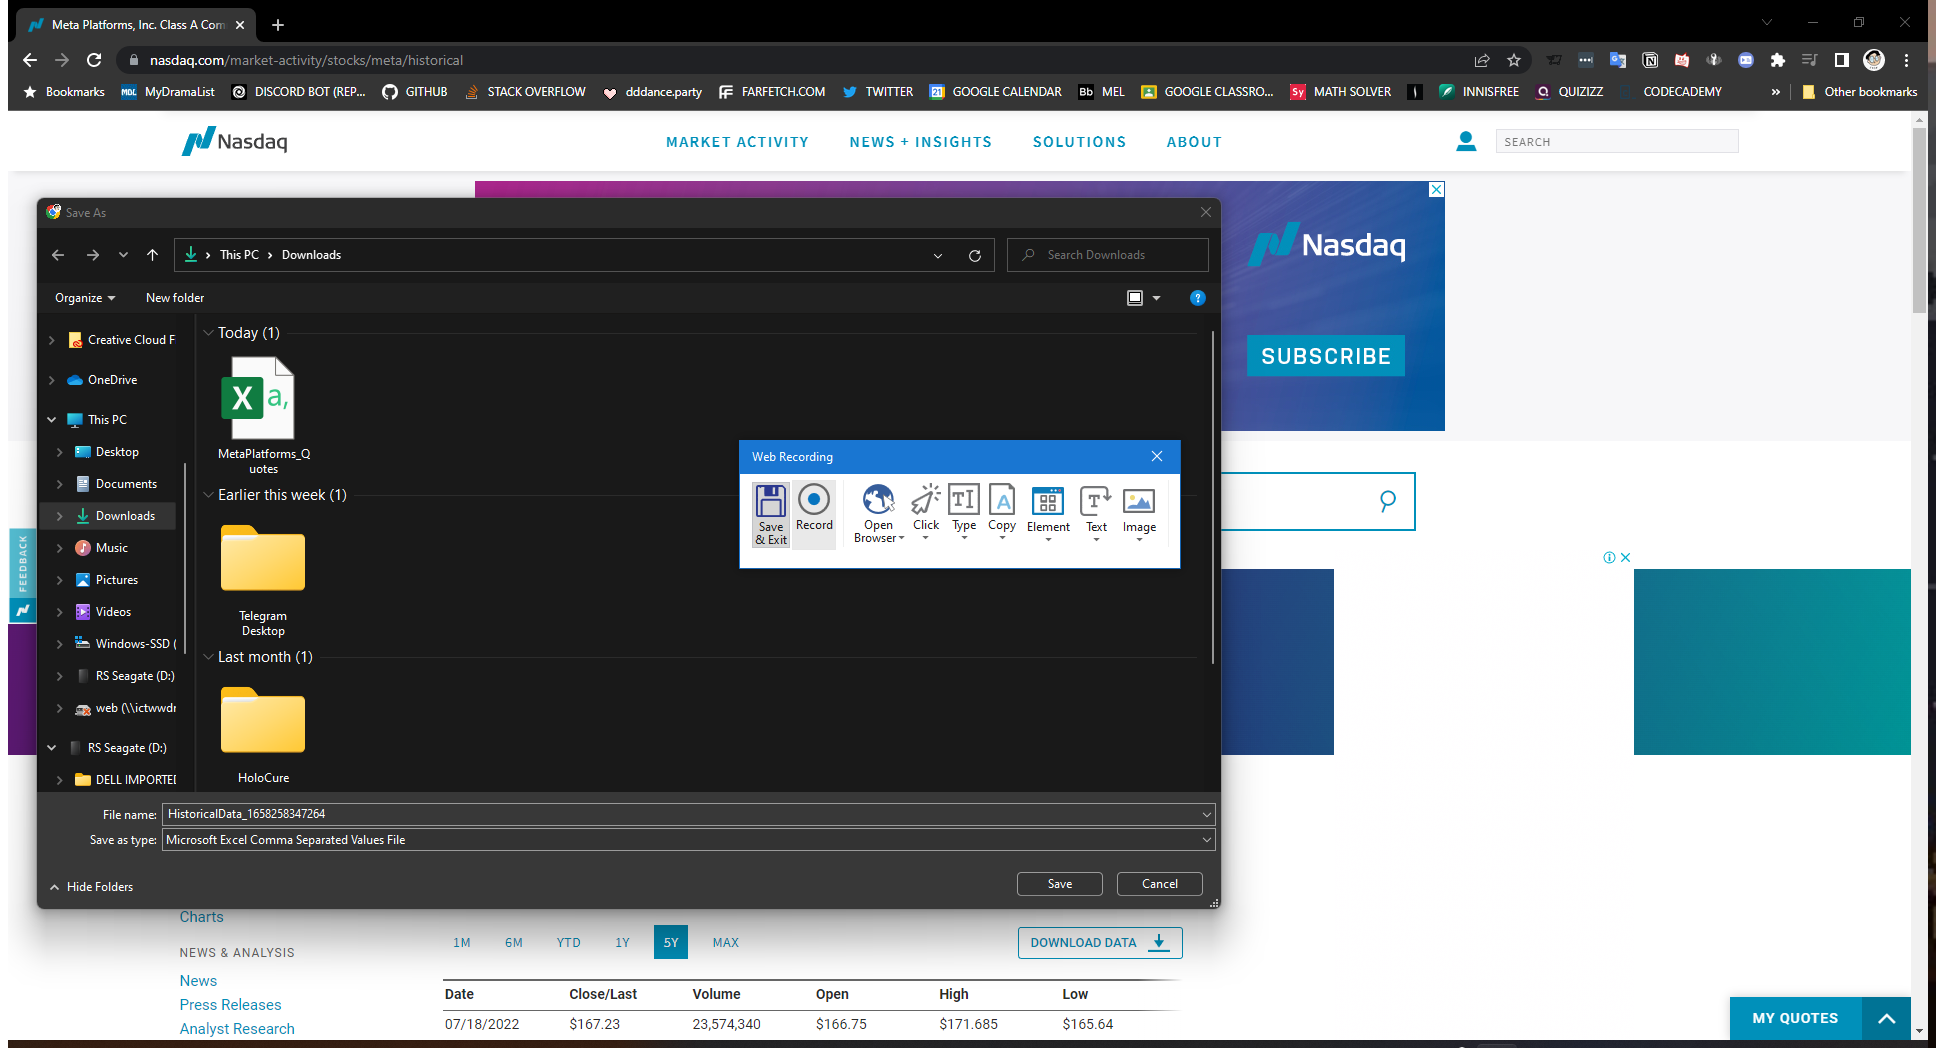 Meta Platforms, Inc. Class A Com
nasdaq.com/market-activity/stocks/meta/historical
Bookmarks
MDL MyDramaList
DISCORD BOT (REP...
GITHUB
STACK OVERFLOW
dddance.party
FARFETCH.COM
TWITTER
GOOGLE CALENDAR
Bb MEL
GOOGLE CLASSRO...
Sy MATH SOLVER
INNISFREE
QUIZIZZ
CODECADEMY
» Other bookmarks
Nasdaq
MARKET ACTIVITY
NEWS + INSIGHTS
SOLUTIONS
ABOUT
SEARCH
Nasdaq
SUBSCRIBE
Save As
This PC › Downloads
Search Downloads
Organize
New folder
Creative Cloud F
OneDrive
This PC
Desktop
Documents
Downloads
Music
Pictures
Videos
Windows-SSD (
RS Seagate (D:)
web (\\ictwwdr
RS Seagate (D:)
DELL IMPORTED
Today (1)
X a,
MetaPlatforms_Q
uotes
Earlier this week (1)
Telegram
Desktop
Last month (1)
HoloCure
File name: HistoricalData_1658258347264
Save as type: Microsoft Excel Comma Separated Values File
Hide Folders
Save
Cancel
Web Recording
Save
& Exit
Record
Open
Browser
Click
Type
Copy
Element
Text
Image
FEEDBACK
Charts
NEWS & ANALYSIS
News
Press Releases
Analyst Research
1M 6M YTD 1Y 5Y MAX
DOWNLOAD DATA
Date Close/Last Volume Open High Low
07/18/2022 $167.23 23,574,340 $166.75 $171.685 $165.64
MY QUOTES